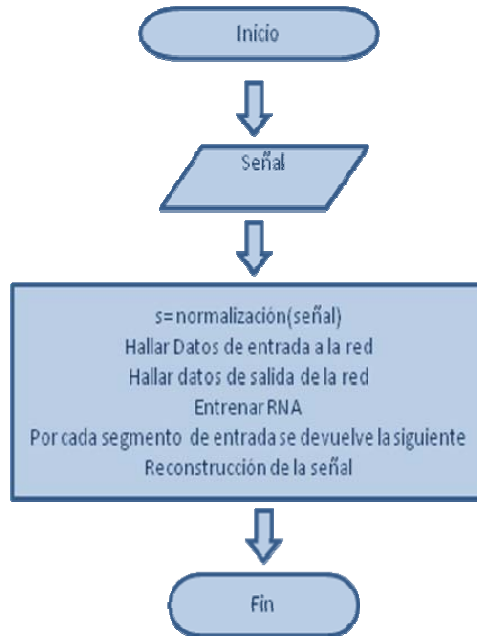 Inicio
Señal
s=normalización(señal)
Hallar Datos de entrada a la red
Hallar datos de salida de la red
Entrenar RNA
Por cada segmento de entrada se devuelve la siguiente
Reconstrucción de la señal
Fin